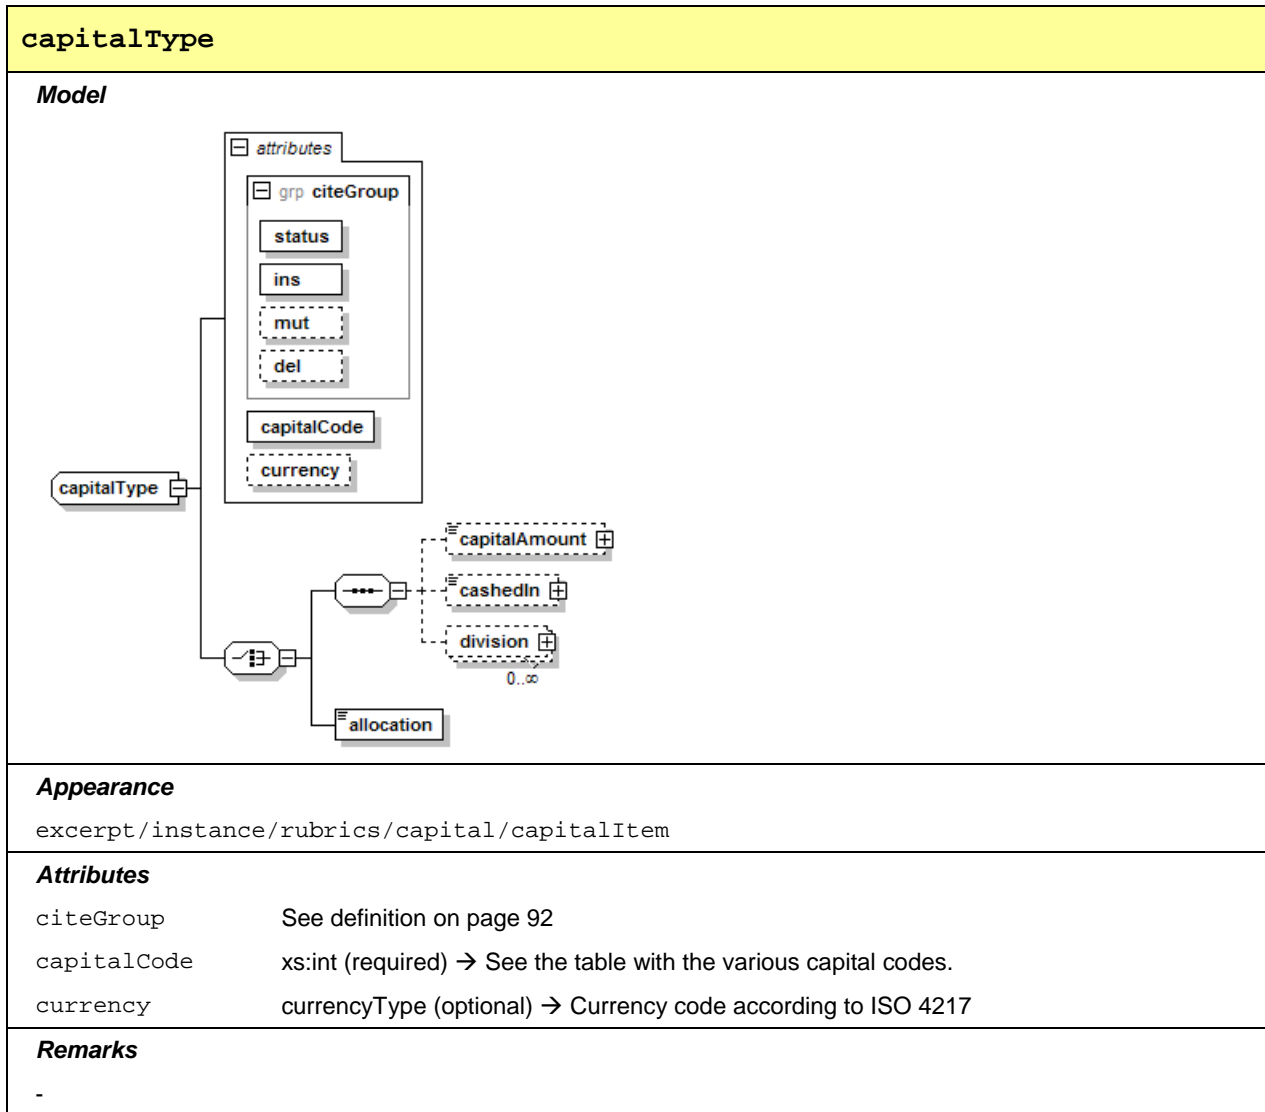 capitalType
Model
attributes
grp citeGroup
status
ins
mut
del
capitalCode
currency
capitalType
capitalAmount
cashedIn
division
0..∞
allocation
Appearance
excerpt/instance/rubrics/capital/capitalItem
Attributes
citeGroup See definition on page 92
capitalCode xs:int (required) → See the table with the various capital codes.
currency currencyType (optional) → Currency code according to ISO 4217
Remarks
-